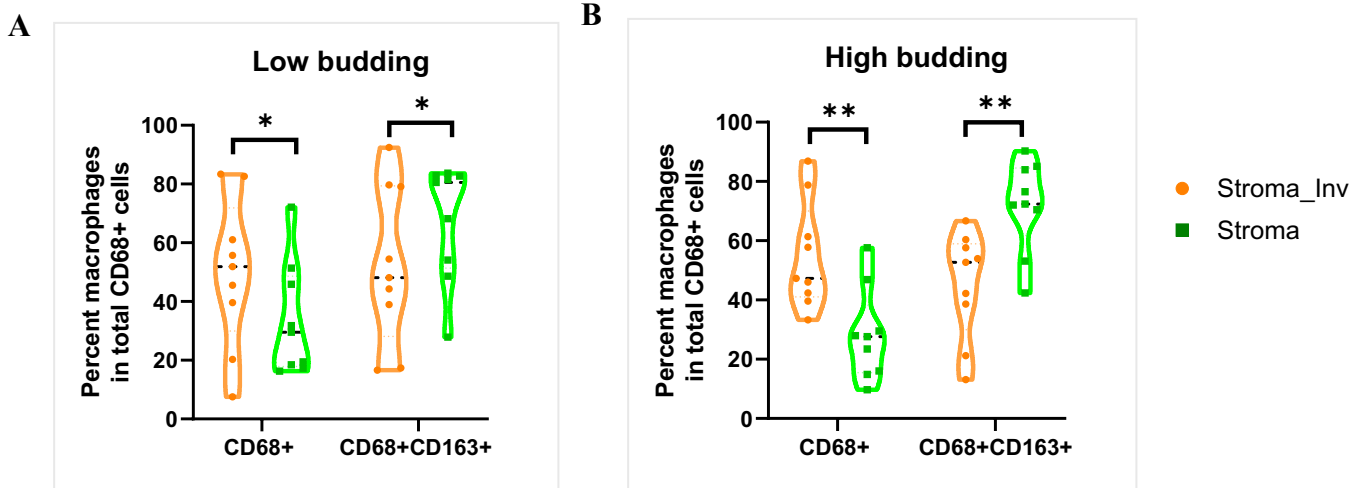 A
Low budding
*
*
Percent macrophages
in total CD68+ cells
100
80
60
40
20
0
CD68+
CD68+CD163+
B
High budding
**
**
Percent macrophages
in total CD68+ cells
100
80
60
40
20
0
CD68+
CD68+CD163+
Stroma_Inv
Stroma